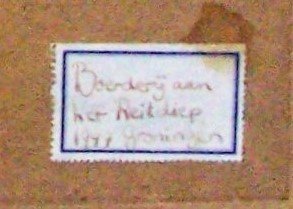 Boerderij aan
het Reitdiep
Groningen